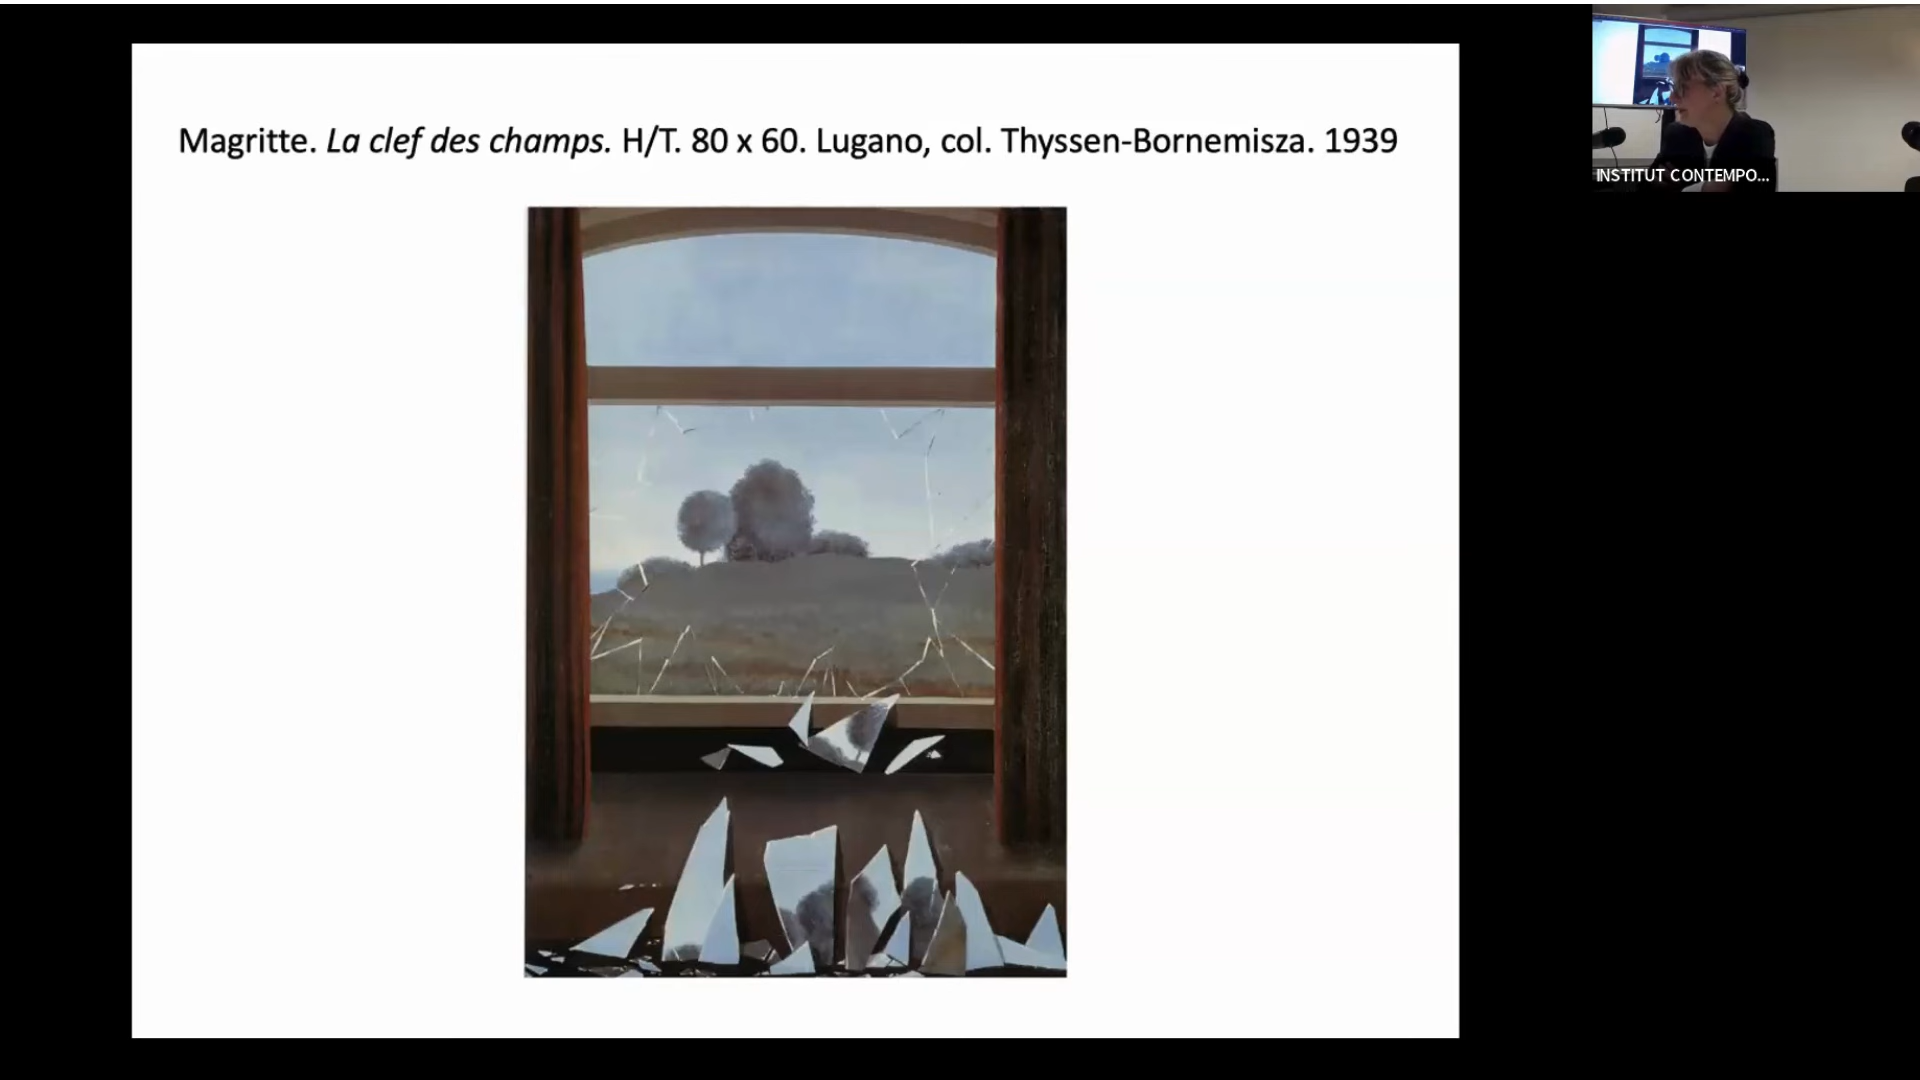 Magritte. La clef des champs. H/T. 80 x 60. Lugano, col. Thyssen-Bornemisza. 1939
INSTITUT CONTEMPO...